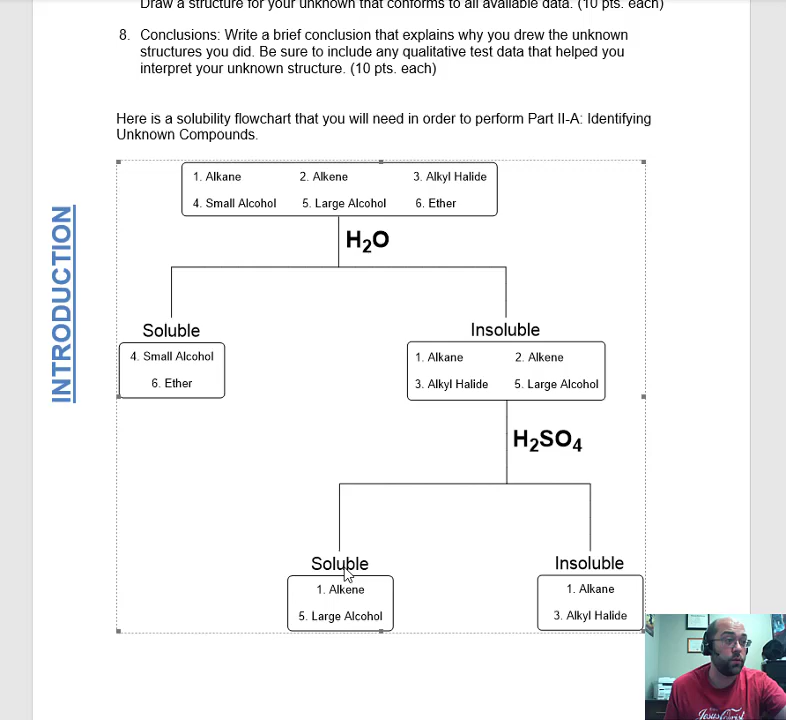 Draw a structure for your unknown that conforms to all available data. (10 pts. each)
8. Conclusions: Write a brief conclusion that explains why you drew the unknown
structures you did. Be sure to include any qualitative test data that helped you
interpret your unknown structure. (10 pts. each)
Here is a solubility flowchart that you will need in order to perform Part II-A: Identifying
Unknown Compounds.
INTRODUCTION
1. Alkane 2. Alkene 3. Alkyl Halide
4. Small Alcohol 5. Large Alcohol 6. Ether
H₂O
Soluble Insoluble
4. Small Alcohol
6. Ether
1. Alkane 2. Alkene
3. Alkyl Halide 5. Large Alcohol
H₂SO₄
Soluble Insoluble
1. Alkene
5. Large Alcohol
1. Alkane
3. Alkyl Halide
Jesus Christ